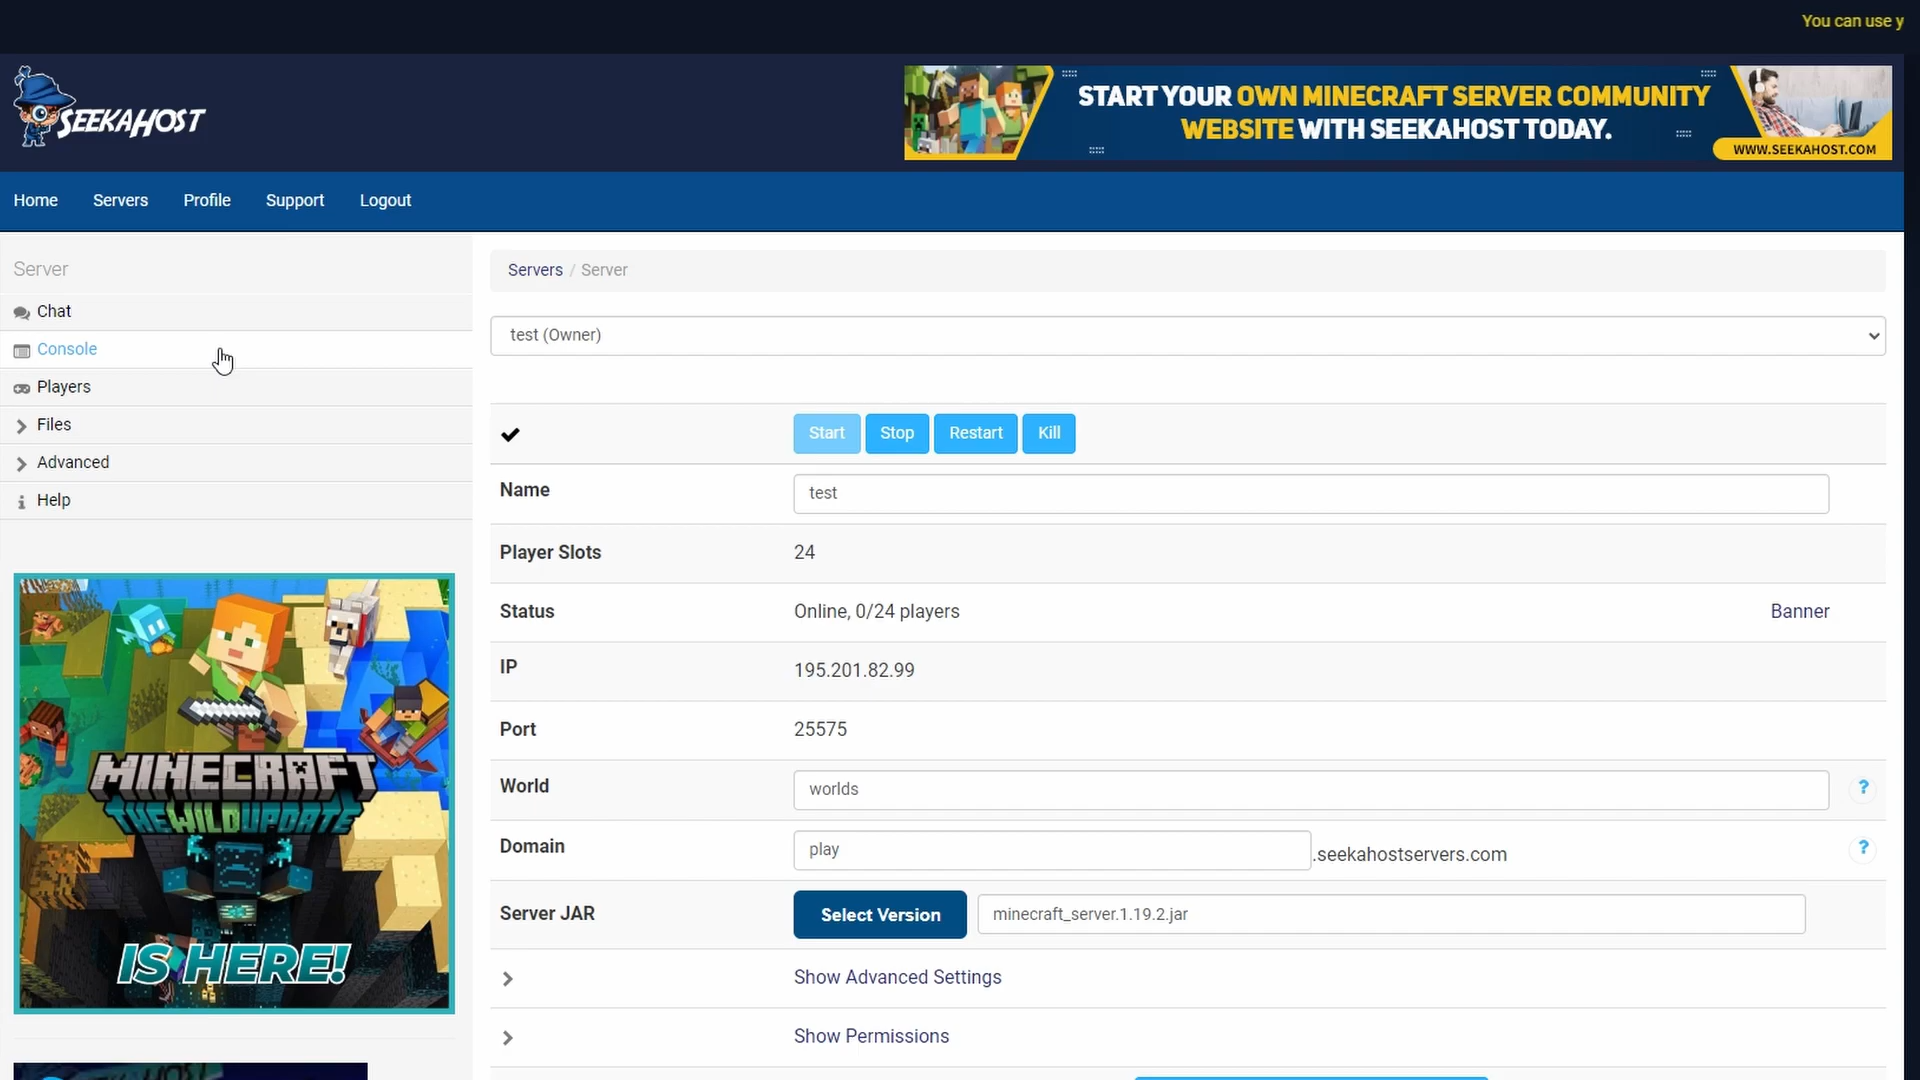 You can use y
SEEKAHOST
START YOUR OWN MINECRAFT SERVER COMMUNITY
WEBSITE WITH SEEKAHOST TODAY.
WWW.SEEKAHOST.COM
Home Servers Profile Support Logout
Server
Chat
Console
Players
Files
Advanced
Help
MINECRAFT
THE WILD UPDATE
IS HERE!
Servers / Server
test (Owner)
Start Stop Restart Kill
Name test
Player Slots 24
Status Online, 0/24 players Banner
IP 195.201.82.99
Port 25575
World worlds ?
Domain play .seekahostservers.com ?
Server JAR Select Version minecraft_server.1.19.2.jar
Show Advanced Settings
Show Permissions